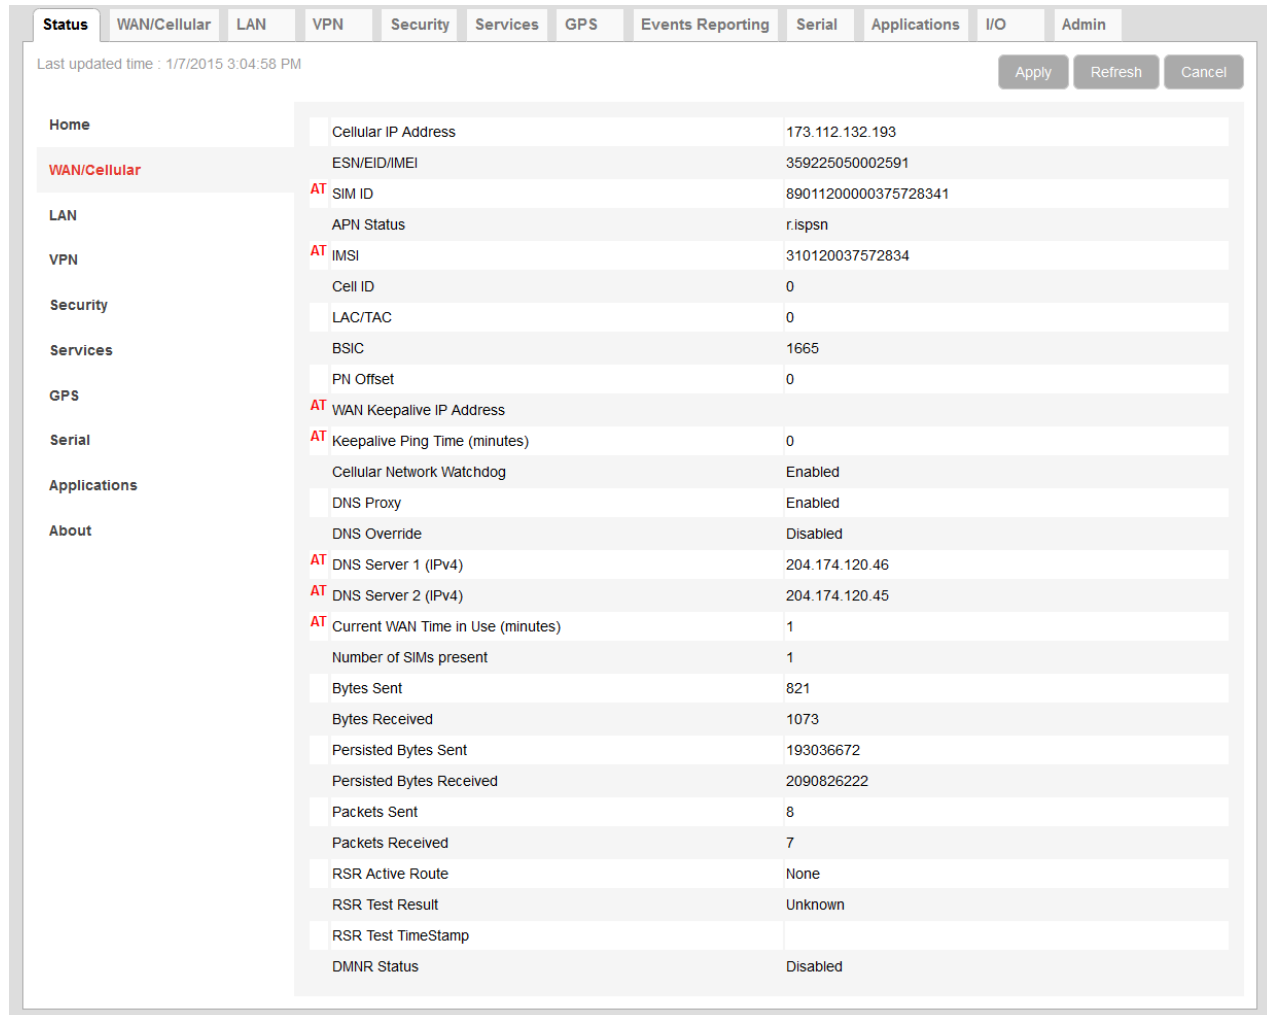 Status WAN/Cellular LAN VPN Security Services GPS Events Reporting Serial Applications I/O Admin
Last updated time : 1/7/2015 3:04:58 PM
Apply Refresh Cancel
Home
WAN/Cellular
LAN
VPN
Security
Services
GPS
Serial
Applications
About
Cellular IP Address 173.112.132.193
ESN/EID/IMEI 359225050002591
AT SIM ID 89011200000375728341
APN Status r.ispsn
AT IMSI 310120037572834
Cell ID 0
LAC/TAC 0
BSIC 1665
PN Offset 0
AT WAN Keepalive IP Address
AT Keepalive Ping Time (minutes) 0
Cellular Network Watchdog Enabled
DNS Proxy Enabled
DNS Override Disabled
AT DNS Server 1 (IPv4) 204.174.120.46
AT DNS Server 2 (IPv4) 204.174.120.45
AT Current WAN Time in Use (minutes) 1
Number of SIMs present 1
Bytes Sent 821
Bytes Received 1073
Persisted Bytes Sent 193036672
Persisted Bytes Received 2090826222
Packets Sent 8
Packets Received 7
RSR Active Route None
RSR Test Result Unknown
RSR Test TimeStamp
DMNR Status Disabled